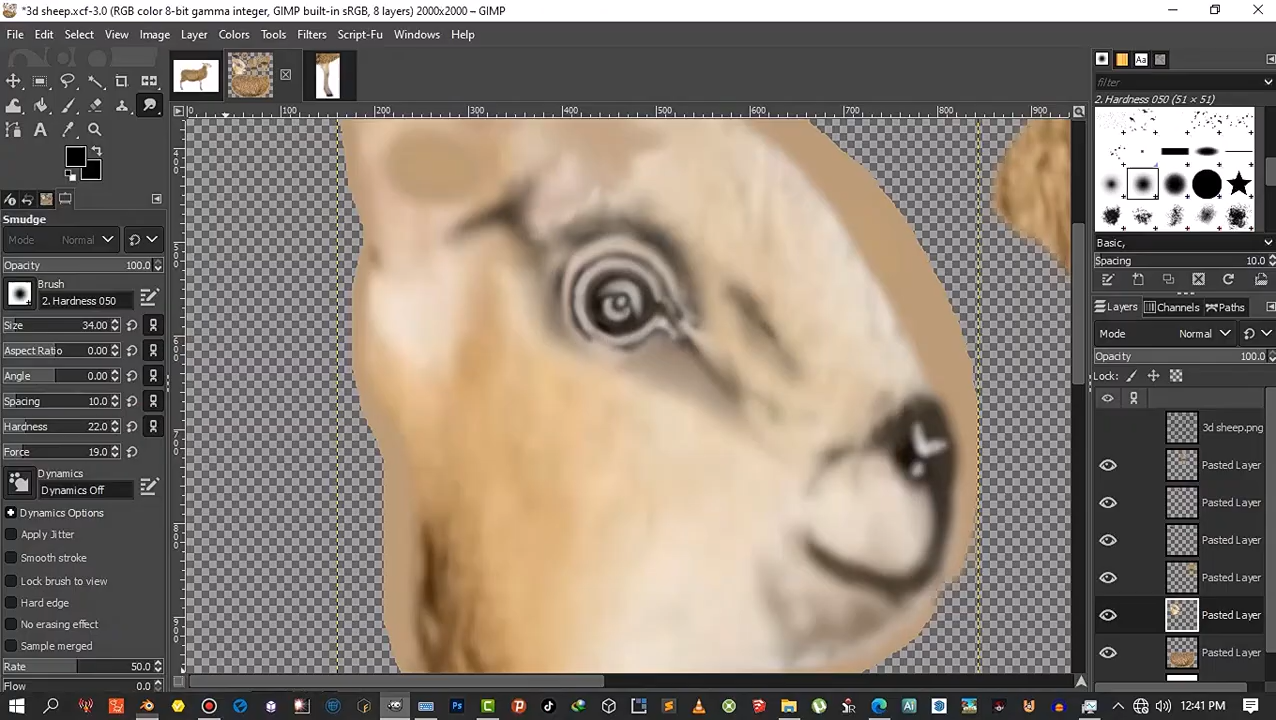 *3d sheep.xcf-3.0 (RGB color 8-bit gamma integer, GIMP built-in sRGB, 8 layers) 2000x2000 – GIMP
File Edit Select View Image Layer Colors Tools Filters Script-Fu Windows Help
filter
2. Hardness 050 (51 × 51)
0 100 200 300 400 500 600 700 800 900
400
500
600
700
800
900
Smudge
Mode Normal
Opacity 100.0
Brush
2. Hardness 050
Size 34.00
Aspect Ratio 0.00
Angle 0.00
Spacing 10.0
Hardness 22.0
Force 19.0
Dynamics
Dynamics Off
Dynamics Options
Apply Jitter
Smooth stroke
Lock brush to view
Hard edge
No erasing effect
Sample merged
Rate 50.0
Flow 0.0
Basic,
Spacing 10.0
Layers Channels Paths
Mode Normal
Opacity 100.0
Lock:
3d sheep.png
Pasted Layer
Pasted Layer
Pasted Layer
Pasted Layer
Pasted Layer
Pasted Layer
12:41 PM